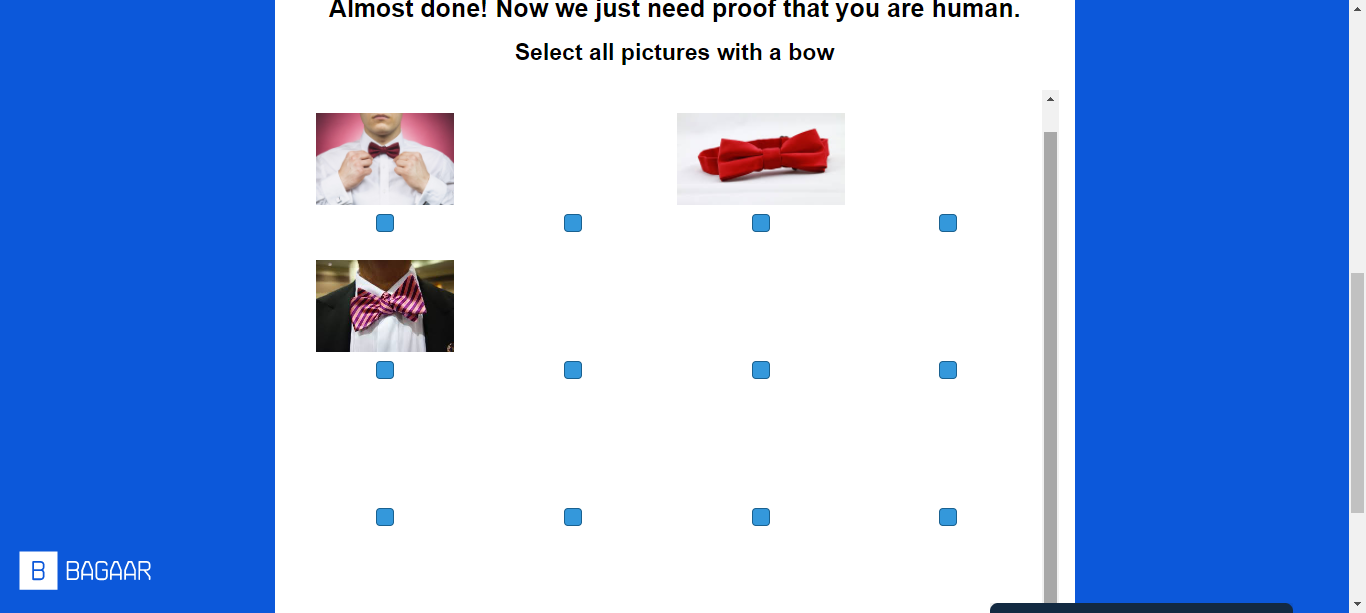 Almost done! Now we just need proof that you are human.
Select all pictures with a bow
B BAGAAR